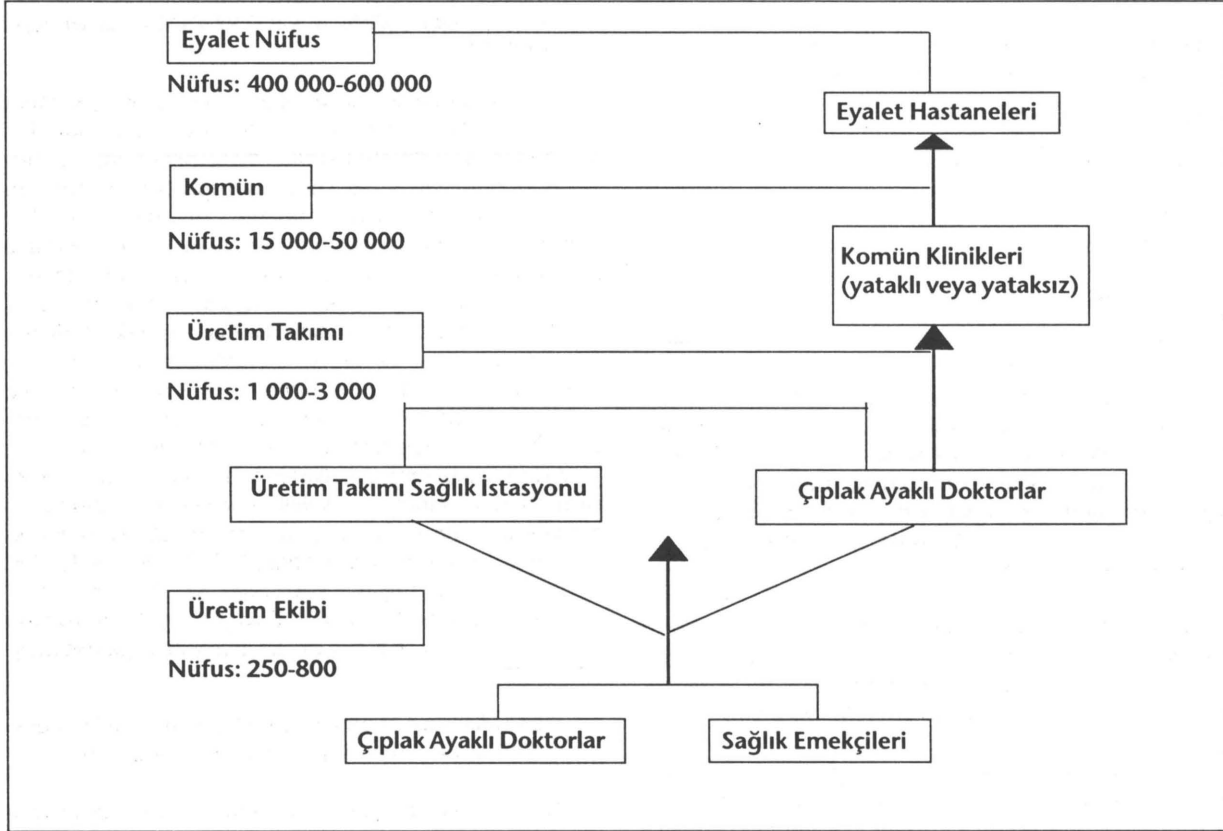 Eyalet Nüfus
Nüfus: 400 000-600 000
Eyalet Hastaneleri
Komün
Nüfus: 15 000-50 000
Komün Klinikleri
(yataklı veya yataksız)
Üretim Takımı
Nüfus: 1 000-3 000
Üretim Takımı Sağlık İstasyonu
Çıplak Ayaklı Doktorlar
Üretim Ekibi
Nüfus: 250-800
Çıplak Ayaklı Doktorlar
Sağlık Emekçileri